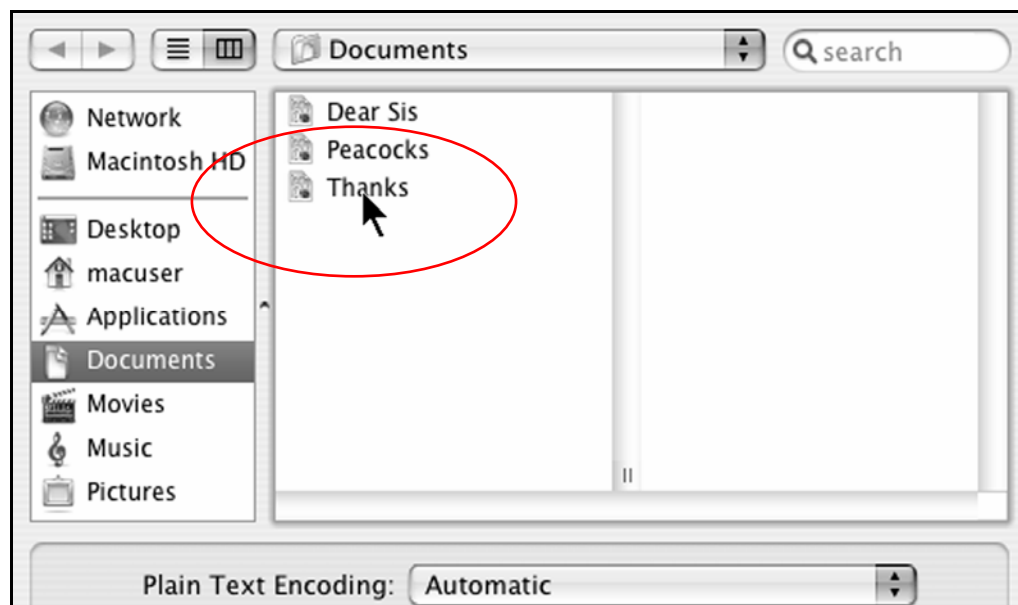 Documents
search
Network
Macintosh HD
Desktop
macuser
Applications
Documents
Movies
Music
Pictures
Dear Sis
Peacocks
Thanks
Plain Text Encoding: Automatic